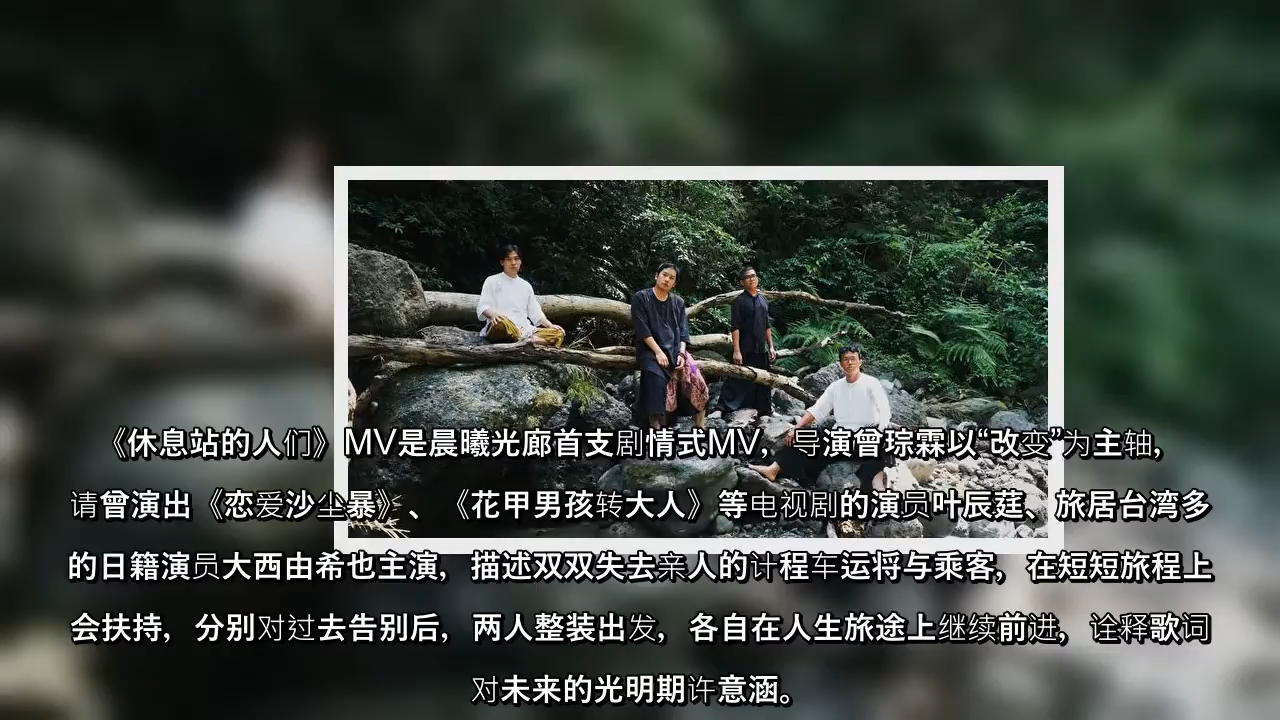 《休息站的人们》MV是晨曦光廊首支剧情式MV，导演曾琮霖以“改变”为主轴，
请曾演出《恋爱沙尘暴》、《花甲男孩转大人》等电视剧的演员叶辰莛、旅居台湾多
的日籍演员大西由希也主演，描述双双失去亲人的计程车运将与乘客，在短短旅程上
会扶持，分别对过去告别后，两人整装出发，各自在人生旅途上继续前进，诠释歌词
对未来的光明期许意涵。